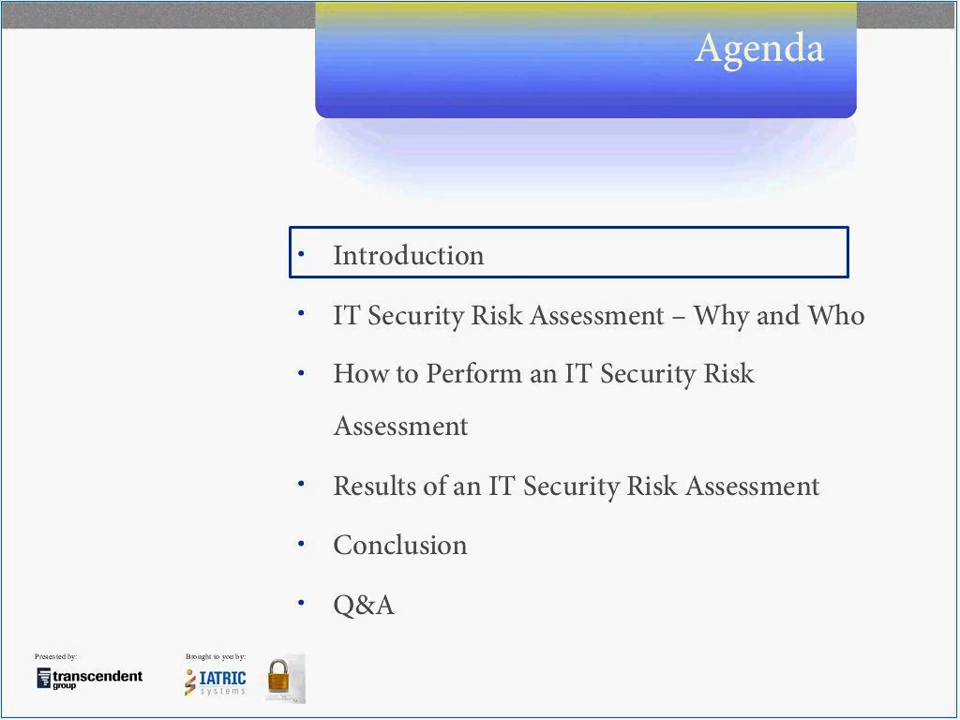 Agenda
• Introduction
• IT Security Risk Assessment – Why and Who
• How to Perform an IT Security Risk
Assessment
• Results of an IT Security Risk Assessment
• Conclusion
• Q&A
Presented by:
transcendent
group
Brought to you by:
IATRIC
systems